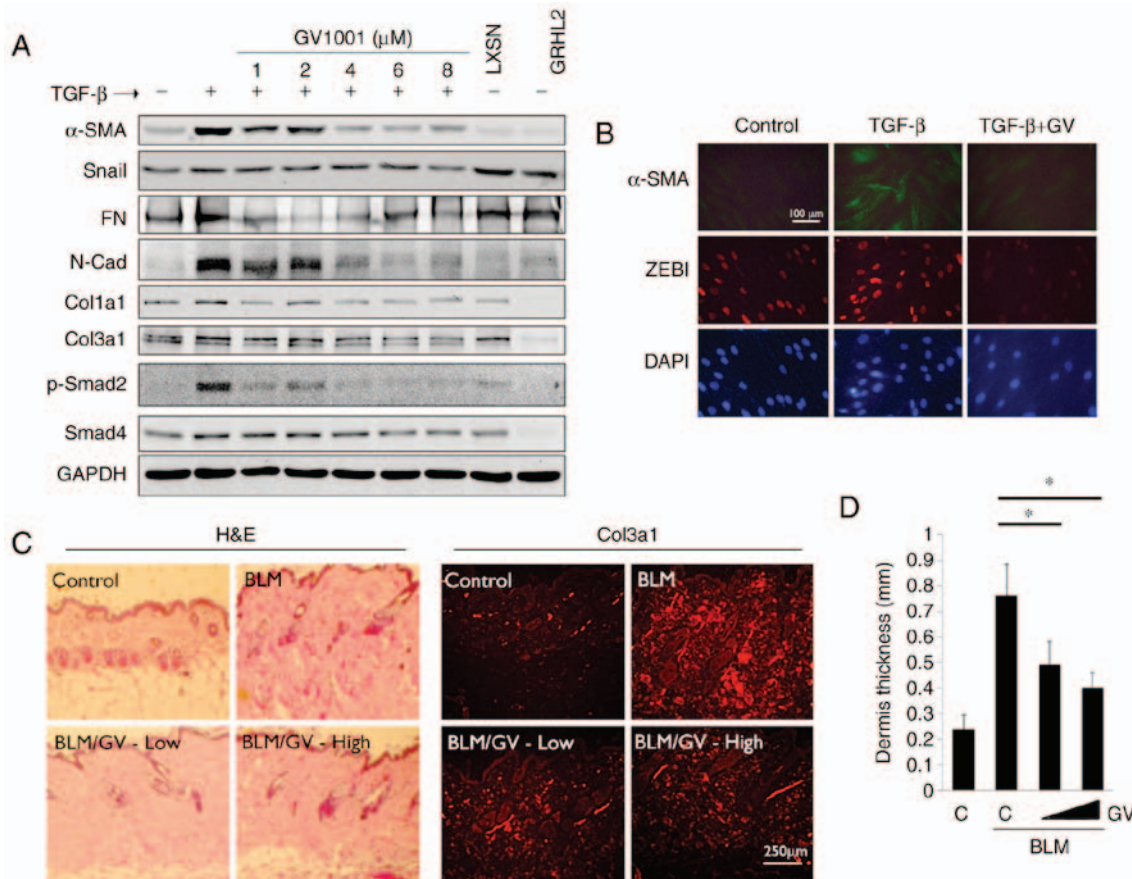 A
GV1001 (μM)
LXSN
GRHL2
1 2 4 6 8
TGF-β → − + + + + + + − −
α-SMA
Snail
FN
N-Cad
Col1a1
Col3a1
p-Smad2
Smad4
GAPDH
B
Control TGF-β TGF-β+GV
α-SMA
100 μm
ZEBI
DAPI
C
H&E Col3a1
Control BLM Control BLM
BLM/GV - Low BLM/GV - High BLM/GV - Low BLM/GV - High
250μm
D
* 
*
Dermis thickness (mm)
1
0.9
0.8
0.7
0.6
0.5
0.4
0.3
0.2
0.1
0
C C GV
BLM